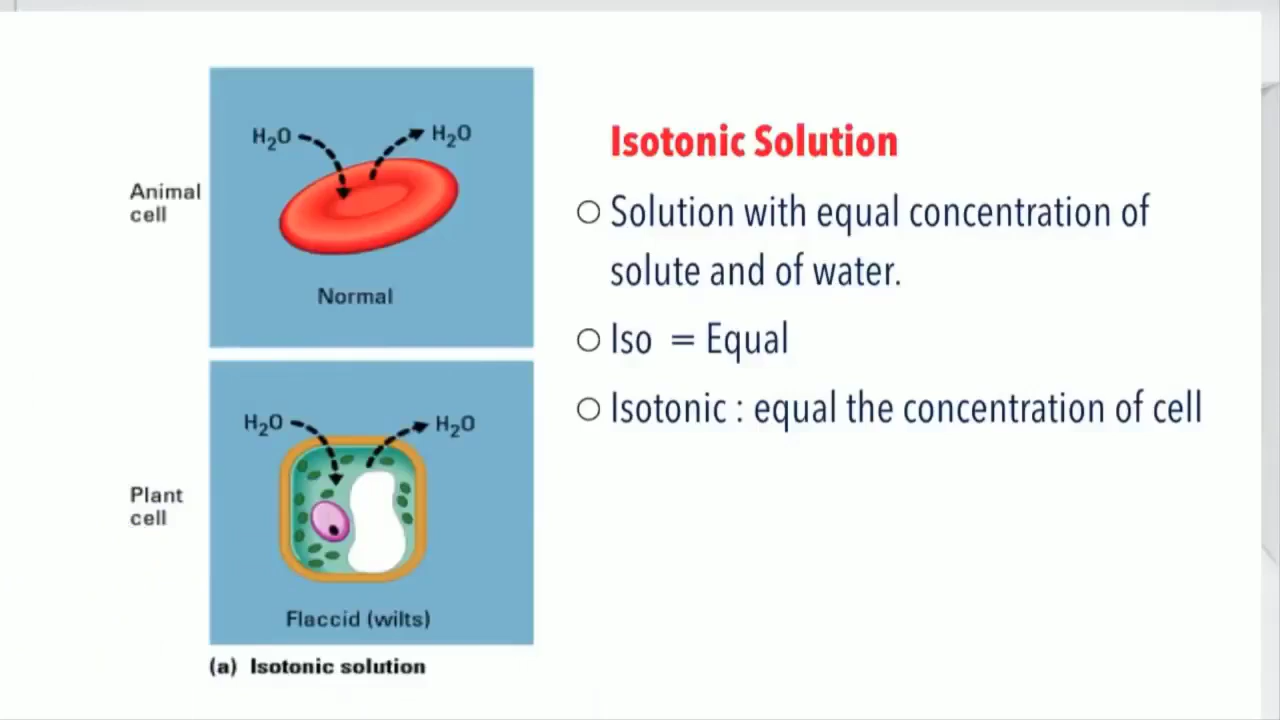 H₂O
H₂O
Animal
cell
Normal
H₂O
H₂O
Plant
cell
Flaccid (wilts)
(a) Isotonic solution
Isotonic Solution
Solution with equal concentration of
solute and of water.
Iso = Equal
Isotonic : equal the concentration of cell